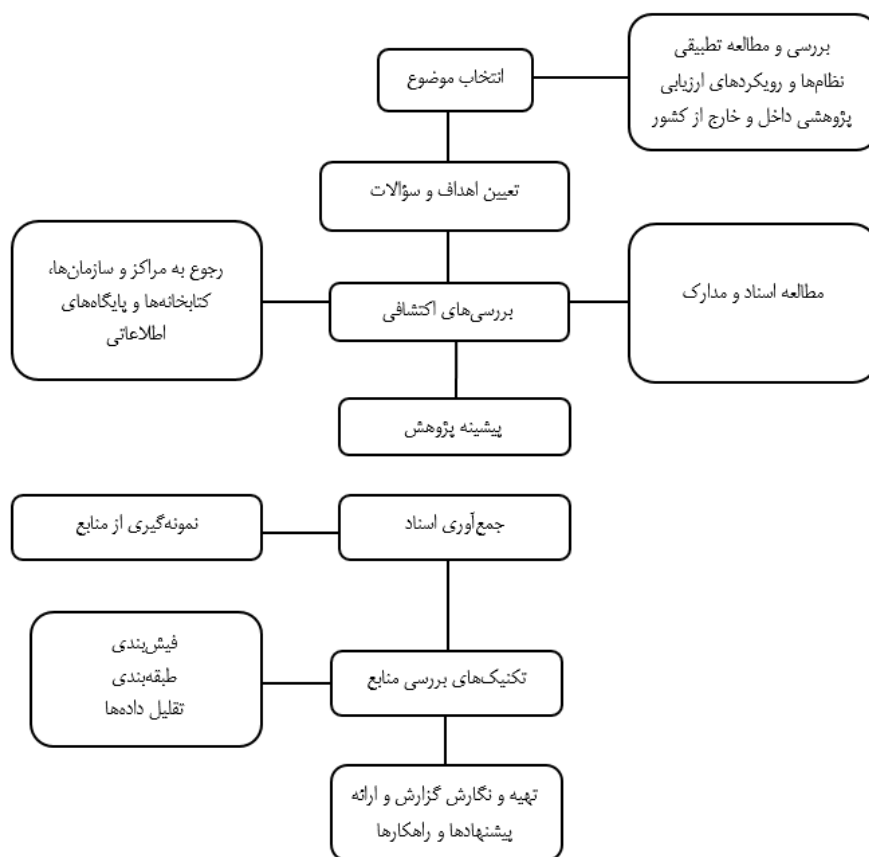 بررسی و مطالعه تطبیقی
نظام‌ها و رویکردهای ارزیابی
پژوهشی داخل و خارج از کشور
انتخاب موضوع
تعیین اهداف و سؤالات
مطالعه اسناد و مدارک
بررسی‌های اکتشافی
رجوع به مراکز و سازمان‌ها،
کتابخانه‌ها و پایگاه‌های
اطلاعاتی
پیشینه پژوهش
جمع‌آوری اسناد
نمونه‌گیری از منابع
تکنیک‌های بررسی منابع
فیش‌بندی
طبقه‌بندی
تقلیل داده‌ها
تهیه و نگارش گزارش و ارائه
پیشنهادها و راهکارها